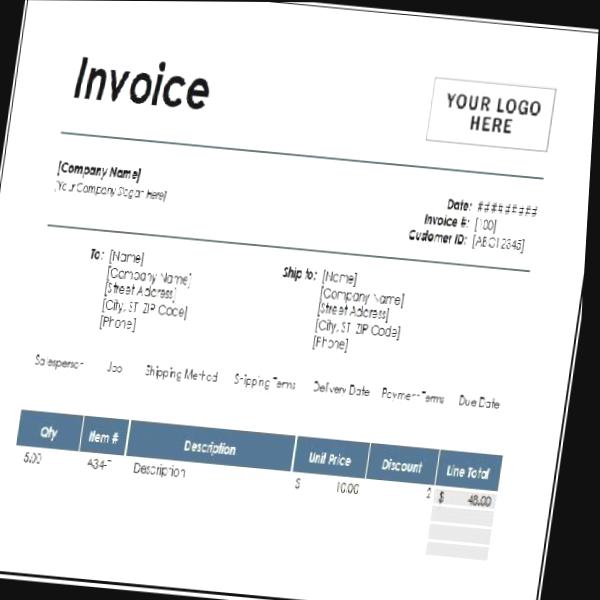 Invoice
YOUR LOGO
HERE
[Company Name]
[Your Company Slogan Here]
Date: #########
Invoice #: [100]
Customer ID: [ABC12345]
To: [Name]
[Company Name]
[Street Address]
[City, ST ZIP Code]
[Phone]
Ship to: [Name]
[Company Name]
[Street Address]
[City, ST ZIP Code]
[Phone]
Salesperson Job Shipping Method Shipping Terms Delivery Date Payment Terms Due Date
Qty Item # Description Unit Price Discount Line Total
5.00 Description $ 10.00 2 $ 48.00